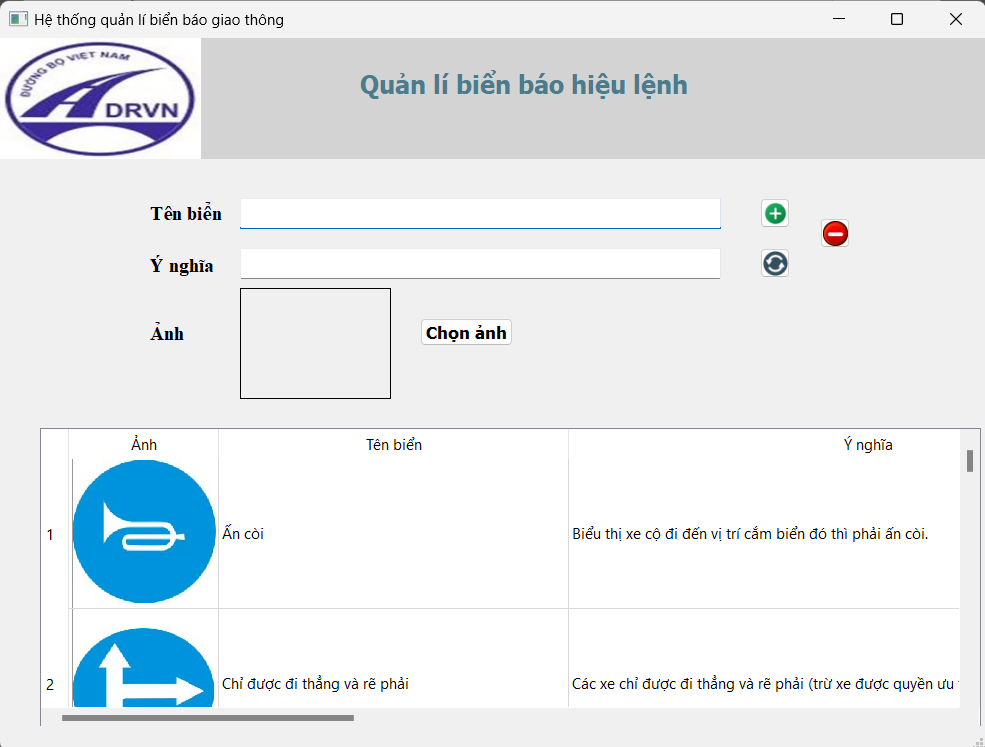 Hệ thống quản lí biển báo giao thông
ĐƯỜNG BỘ VIỆT NAM
DRVN
Quản lí biển báo hiệu lệnh
Tên biển
Ý nghĩa
Ảnh
Chọn ảnh
Ảnh Tên biển Ý nghĩa
1 Ấn còi Biểu thị xe cộ đi đến vị trí cắm biển đó thì phải ấn còi.
2 Chỉ được đi thẳng và rẽ phải Các xe chỉ được đi thẳng và rẽ phải (trừ xe được quyền ưu